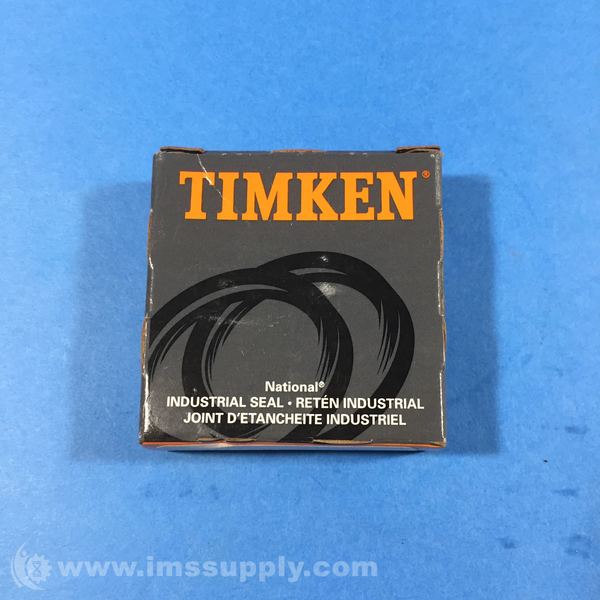 TIMKEN®
National®
INDUSTRIAL SEAL • RETÉN INDUSTRIAL
JOINT D'ETANCHEITE INDUSTRIEL
www.imssupply.com